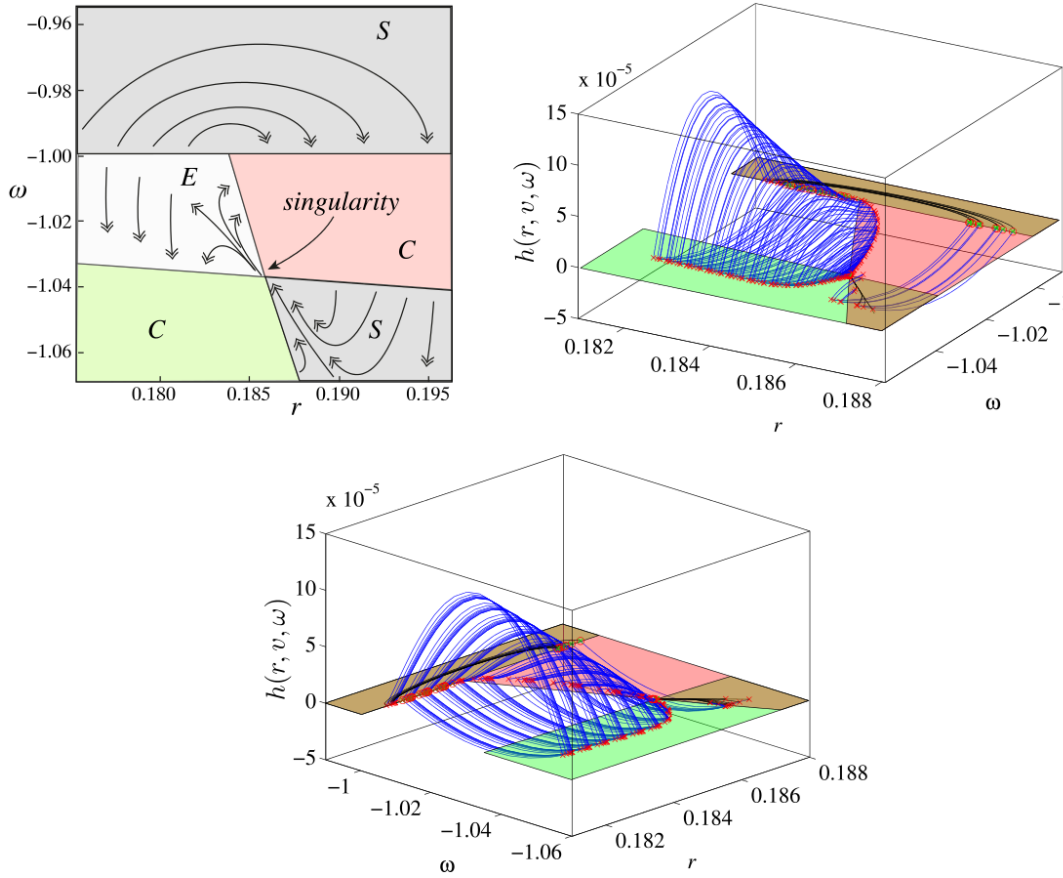 −0.96
S
−0.98
−1.00
ω
E
−1.02
singularity
C
−1.04
C
S
−1.06
0.180
0.185
r
0.190
0.195
x 10⁻⁵
15
10
h(r, v, ω)
5
0
−5
0.182
0.184
0.186
0.188
r
−1.04
−1.02
−
ω
x 10⁻⁵
15
10
h(r, v, ω)
5
0
−5
−1
−1.02
−1.04
−1.06
ω
0.182
0.184
0.186
0.188
r